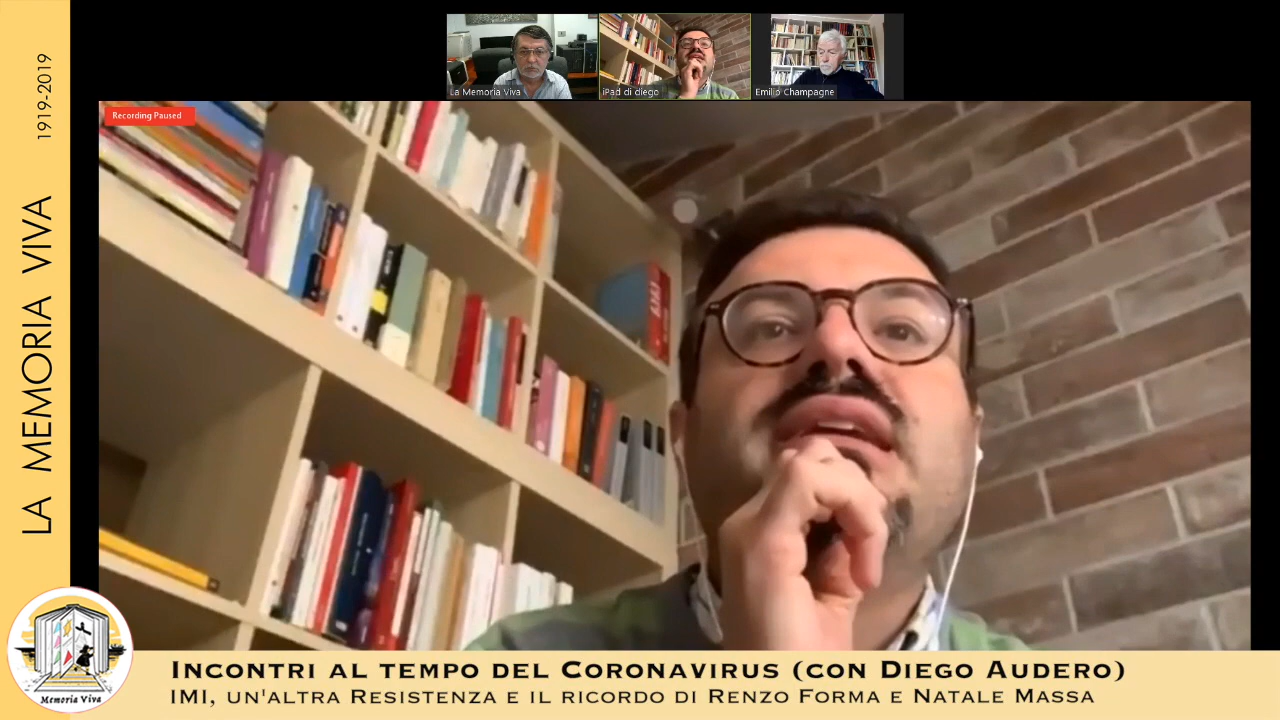 La Memoria Viva
iPad di diego
Emilio Champagne
Recording Paused
LA MEMORIA VIVA 1919-2019
Memoria Viva
INCONTRI AL TEMPO DEL CORONAVIRUS (CON DIEGO AUDERO)
IMI, UN'ALTRA RESISTENZA E IL RICORDO DI RENZO FORMA E NATALE MASSA